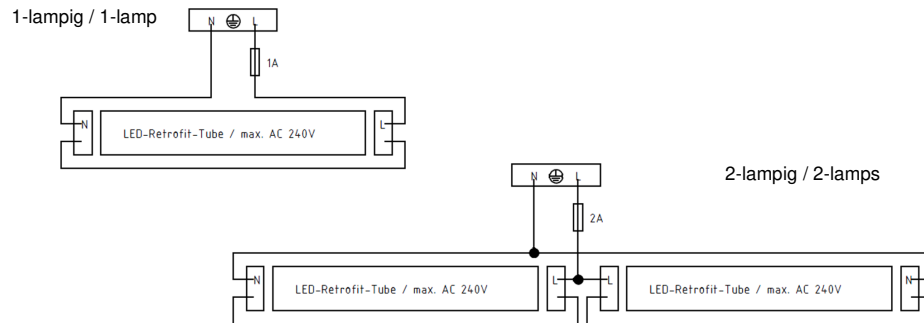 1-lampig / 1-lamp
N L
1A
N LED-Retrofit-Tube / max. AC 240V L
N L
2-lampig / 2-lamps
2A
N LED-Retrofit-Tube / max. AC 240V L L LED-Retrofit-Tube / max. AC 240V N